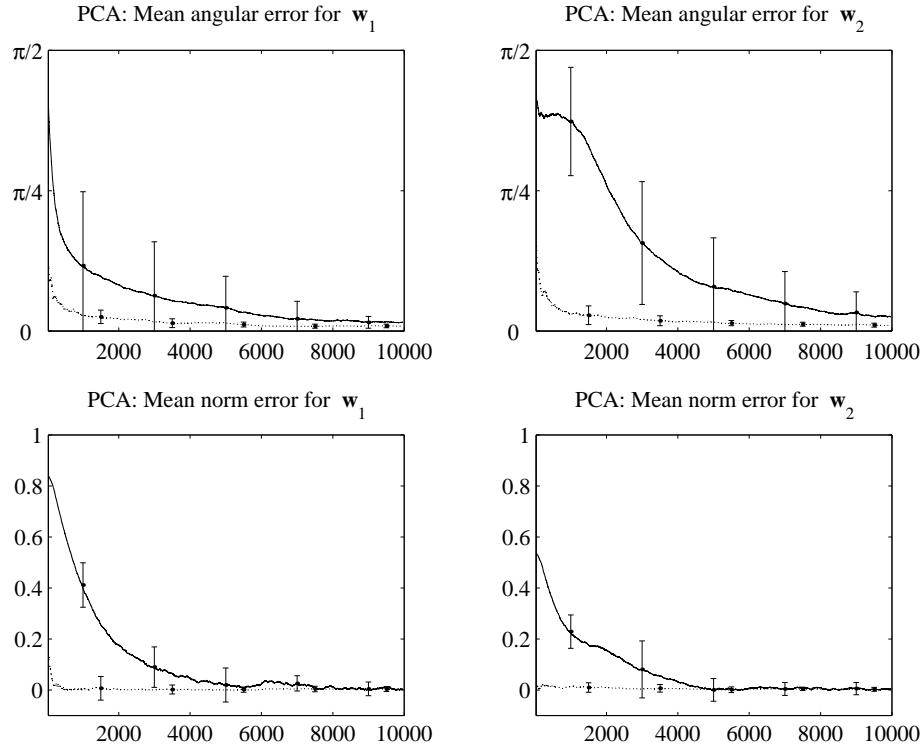 PCA: Mean angular error for w1
π/2
π/4
0
2000 4000 6000 8000 10000
PCA: Mean angular error for w2
π/2
π/4
0
2000 4000 6000 8000 10000
PCA: Mean norm error for w1
1
0.8
0.6
0.4
0.2
0
2000 4000 6000 8000 10000
PCA: Mean norm error for w2
1
0.8
0.6
0.4
0.2
0
2000 4000 6000 8000 10000